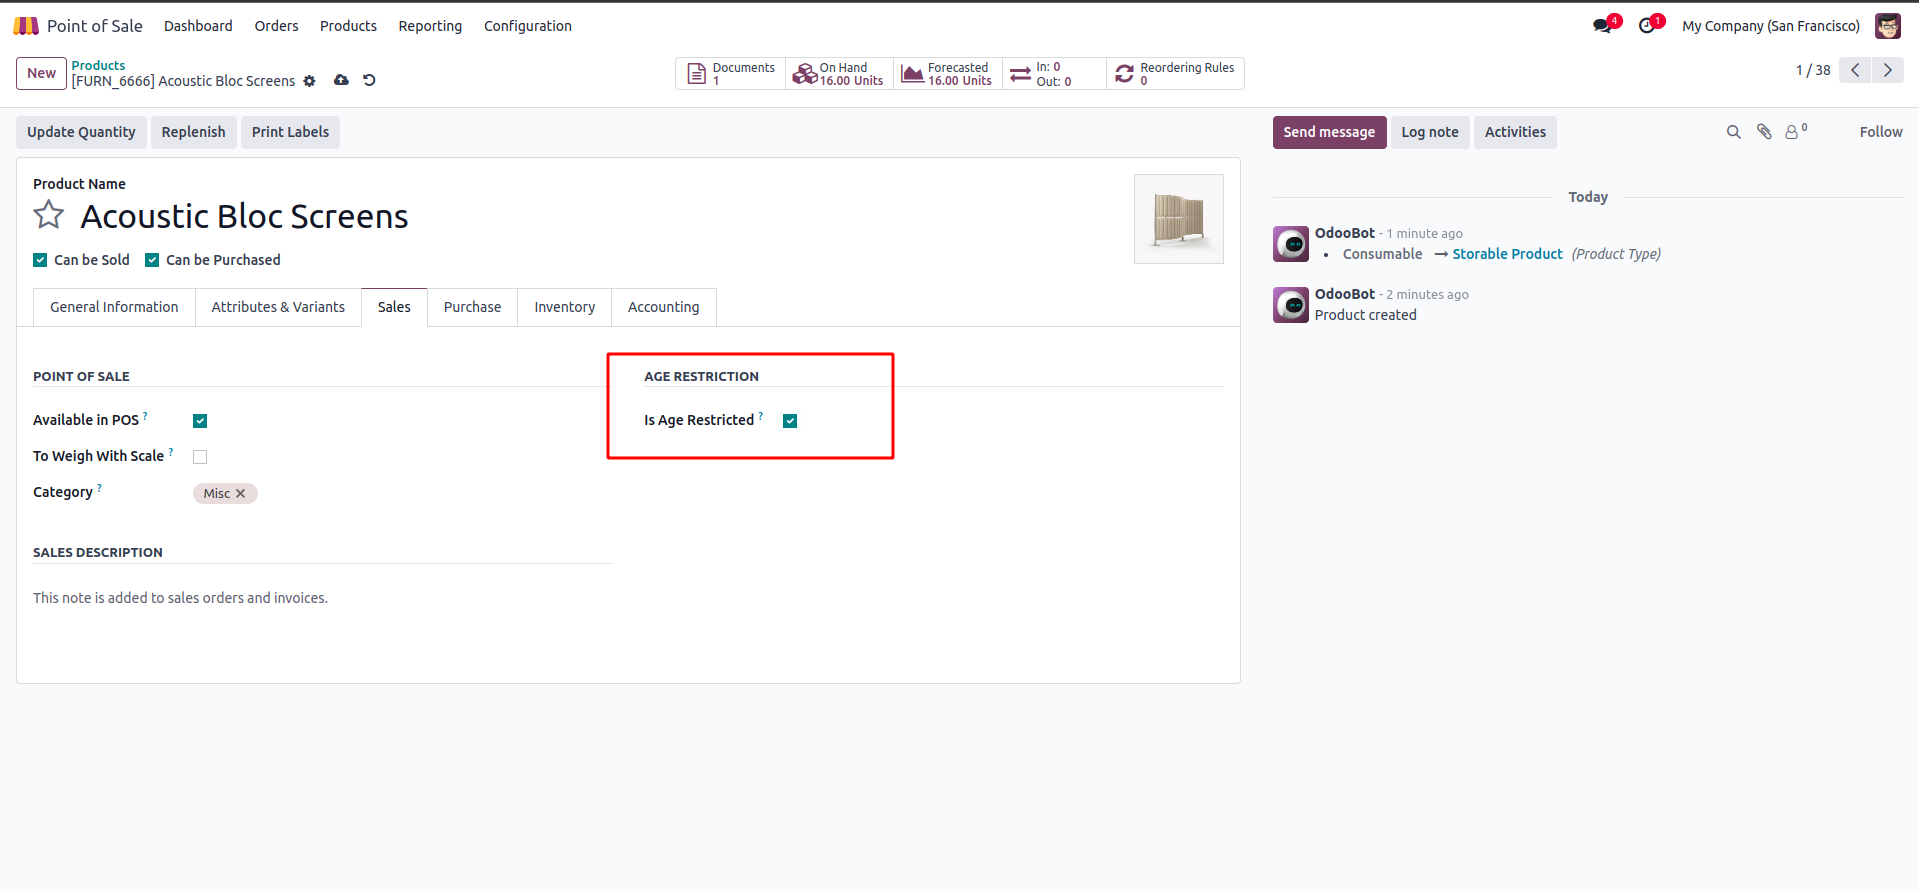 Point of Sale Dashboard Orders Products Reporting Configuration 4 1 My Company (San Francisco)
New Products
[FURN_6666] Acoustic Bloc Screens
Documents 1
On Hand 16.00 Units
Forecasted 16.00 Units
In: 0
Out: 0
Reordering Rules 0
1 / 38
Update Quantity Replenish Print Labels
Product Name
Acoustic Bloc Screens
Can be Sold Can be Purchased
General Information Attributes & Variants Sales Purchase Inventory Accounting
POINT OF SALE
Available in POS ?
To Weigh With Scale ?
Category ? Misc
AGE RESTRICTION
Is Age Restricted ?
SALES DESCRIPTION
This note is added to sales orders and invoices.
Send message Log note Activities 0 Follow
Today
OdooBot - 1 minute ago
• Consumable → Storable Product (Product Type)
OdooBot - 2 minutes ago
Product created